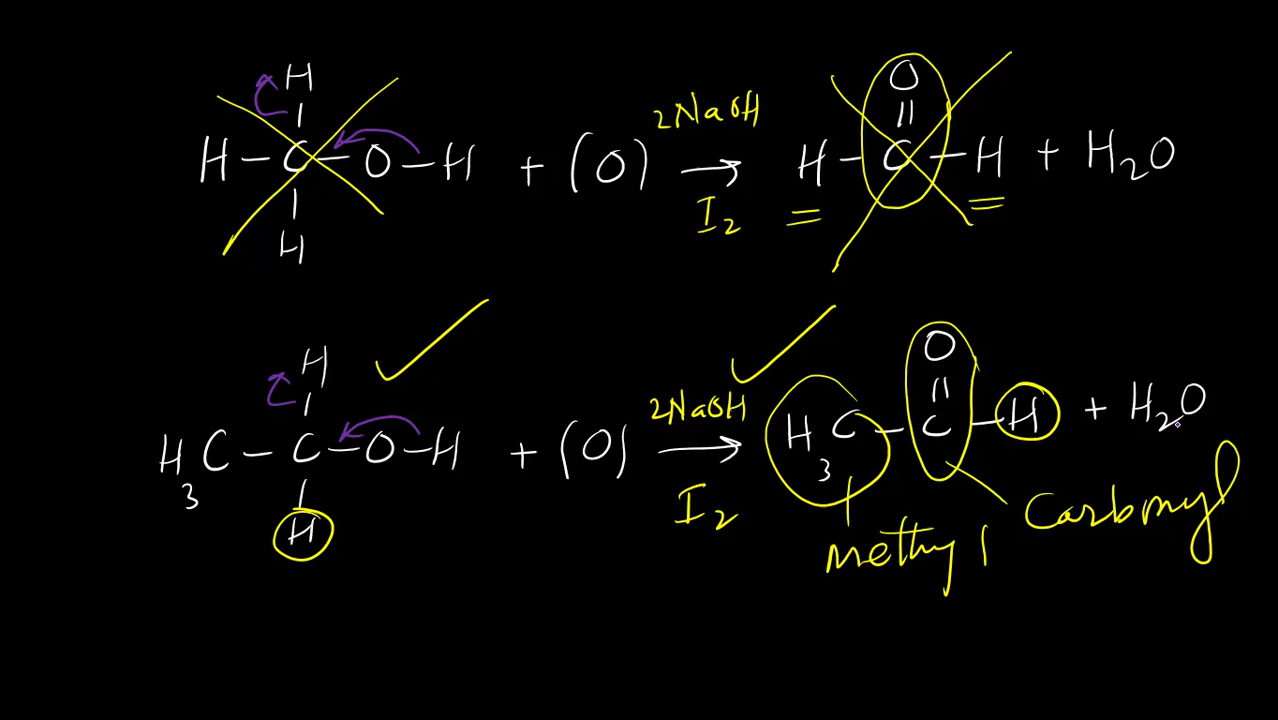 H O
H – C – O – H + (O) 2NaOH → I2 H – C – H + H2O
H
H O
H3C – C – O – H + (O) 2NaOH → I2 H3C – C – H + H2O
H
methyl Carbonyl